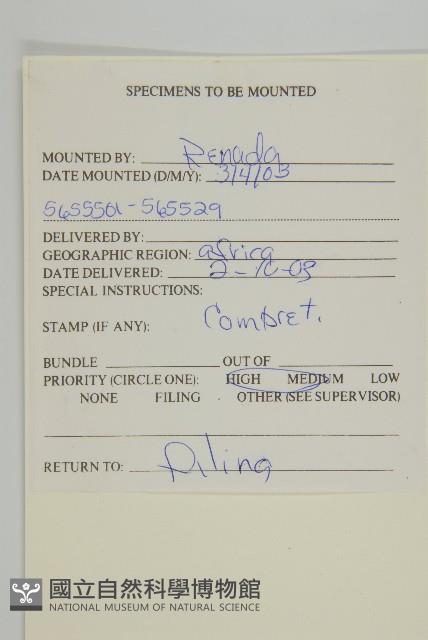 SPECIMENS TO BE MOUNTED
MOUNTED BY: Renada
DATE MOUNTED (D/M/Y): 3/4/03
5655501-565529
DELIVERED BY:
GEOGRAPHIC REGION: africa
DATE DELIVERED: 2-10-03
SPECIAL INSTRUCTIONS:
STAMP (IF ANY): Combret.
BUNDLE OUT OF
PRIORITY (CIRCLE ONE): HIGH MEDIUM LOW
NONE FILING OTHER (SEE SUPERVISOR)
RETURN TO: Filing
國立自然科學博物館
NATIONAL MUSEUM OF NATURAL SCIENCE